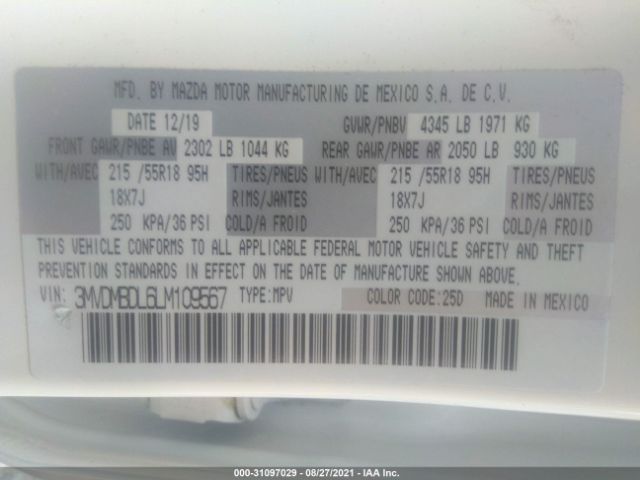 MFD. BY MAZDA MOTOR MANUFACTURING DE MEXICO S.A. DE C.V.
DATE 12/19 GVWR/PNBV 4345 LB 1971 KG
FRONT GAWR/PNBE AV 2302 LB 1044 KG REAR GAWR/PNBE AR 2050 LB 930 KG
WITH/AVEC 215 /55R18 95H TIRES/PNEUS WITH/AVEC 215 /55R18 95H TIRES/PNEUS
18X7J RIMS/JANTES 18X7J RIMS/JANTES
250 KPA/36 PSI COLD/A FROID 250 KPA/36 PSI COLD/A FROID
THIS VEHICLE CONFORMS TO ALL APPLICABLE FEDERAL MOTOR VEHICLE SAFETY AND THEFT
PREVENTION STANDARDS IN EFFECT ON THE DATE OF MANUFACTURE SHOWN ABOVE.
VIN: 3MVDMBDL6LM109567 TYPE:MPV COLOR CODE:25D MADE IN MEXICO
000-31097029 - 08/27/2021 - IAA Inc.